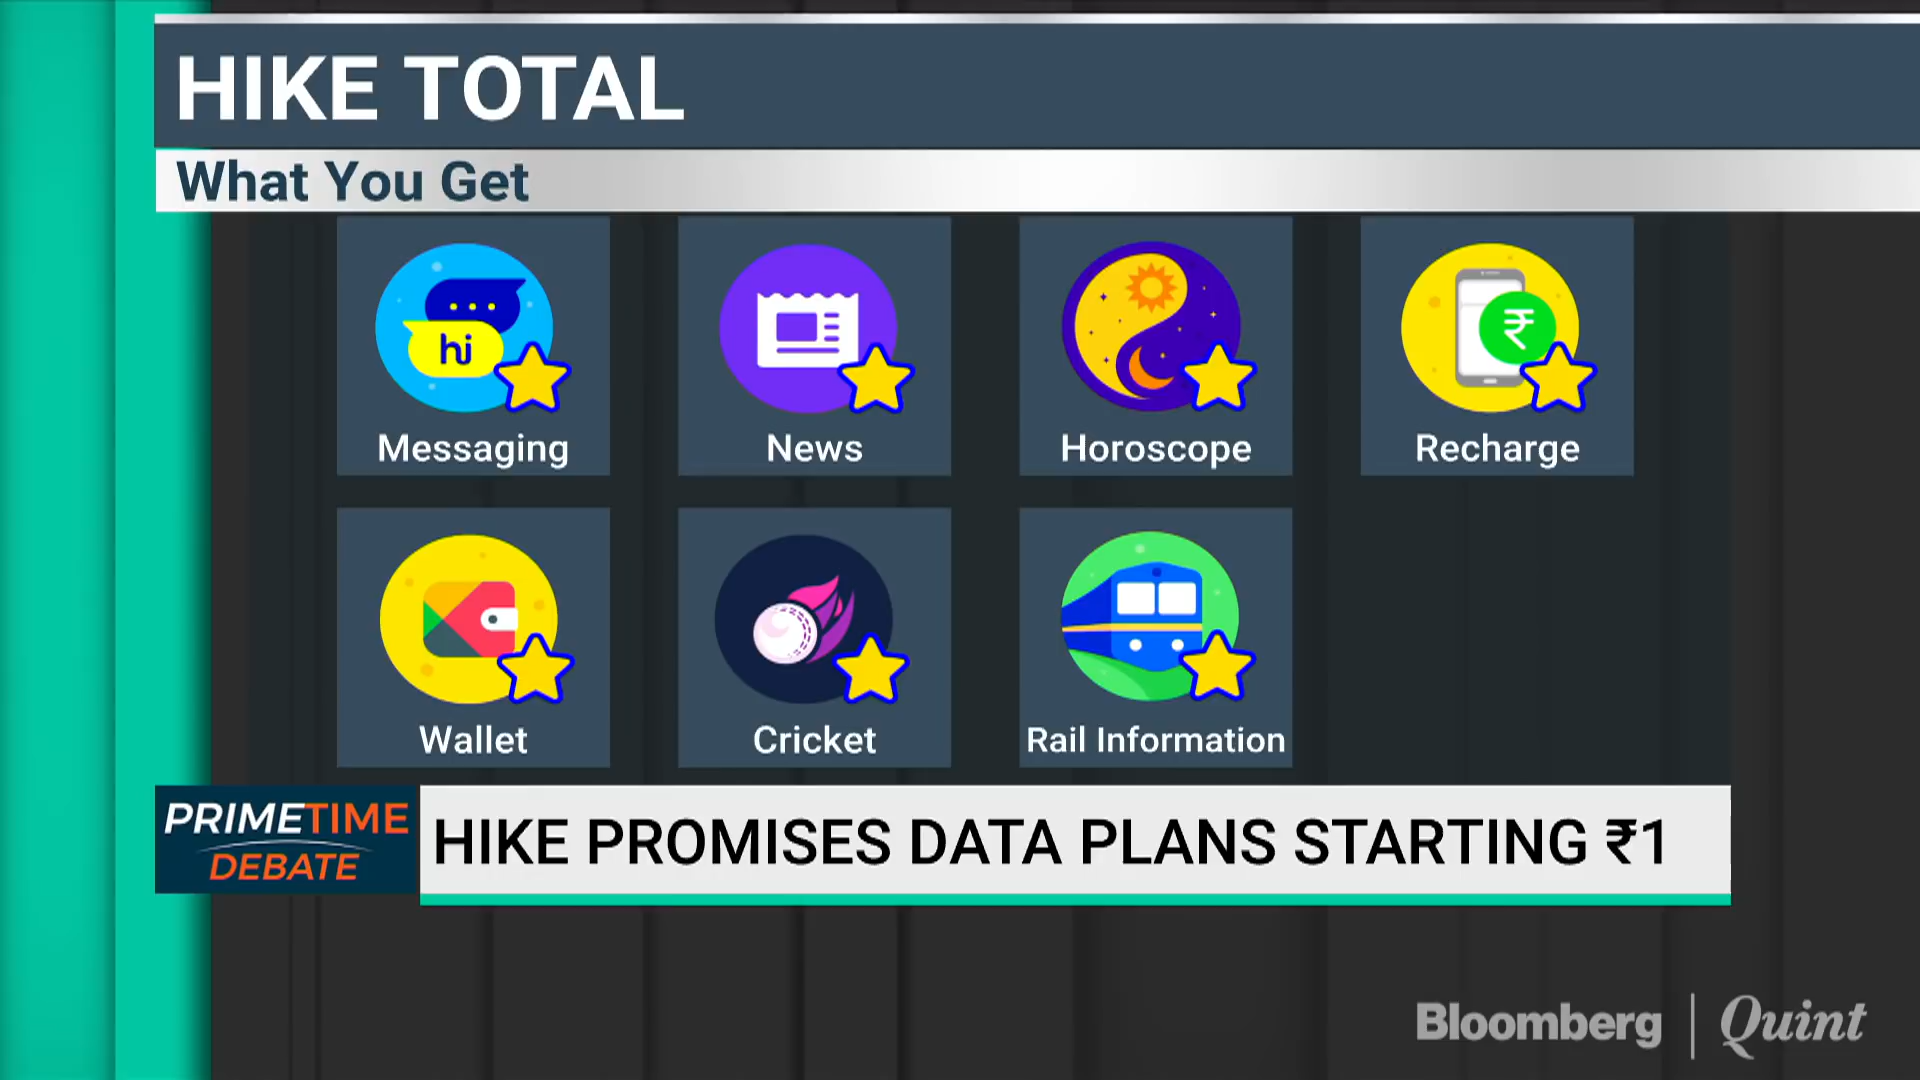 HIKE TOTAL
What You Get
hi
Messaging
News
Horoscope
₹
Recharge
Wallet
Cricket
Rail Information
PRIMETIME
DEBATE
HIKE PROMISES DATA PLANS STARTING ₹1
Bloomberg | Quint